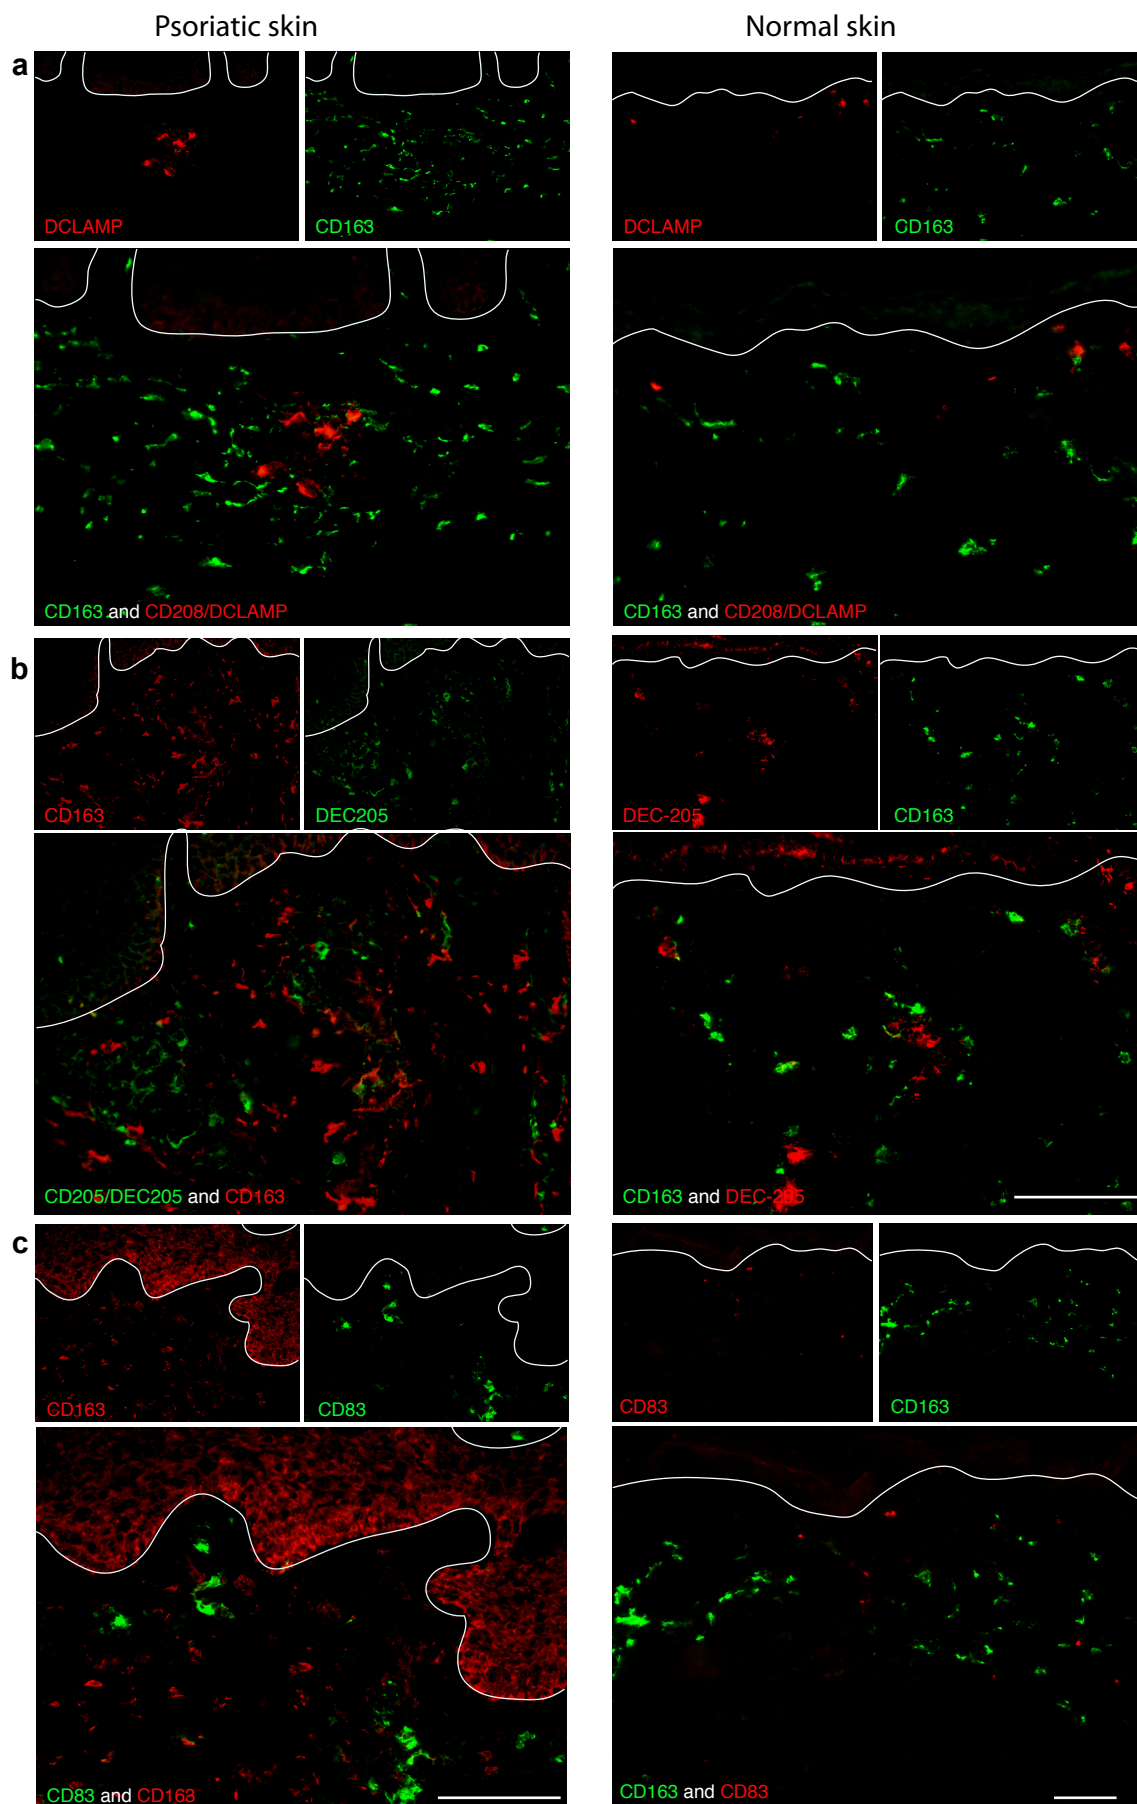 Psoriatic skin
Normal skin
a
DCLAMP
CD163
DCLAMP
CD163
CD163 and CD208/DCLAMP
CD163 and CD208/DCLAMP
b
CD163
DEC205
DEC-205
CD163
CD205/DEC205 and CD163
CD163 and DEC-205
c
CD163
CD83
CD83
CD163
CD83 and CD163
CD163 and CD83